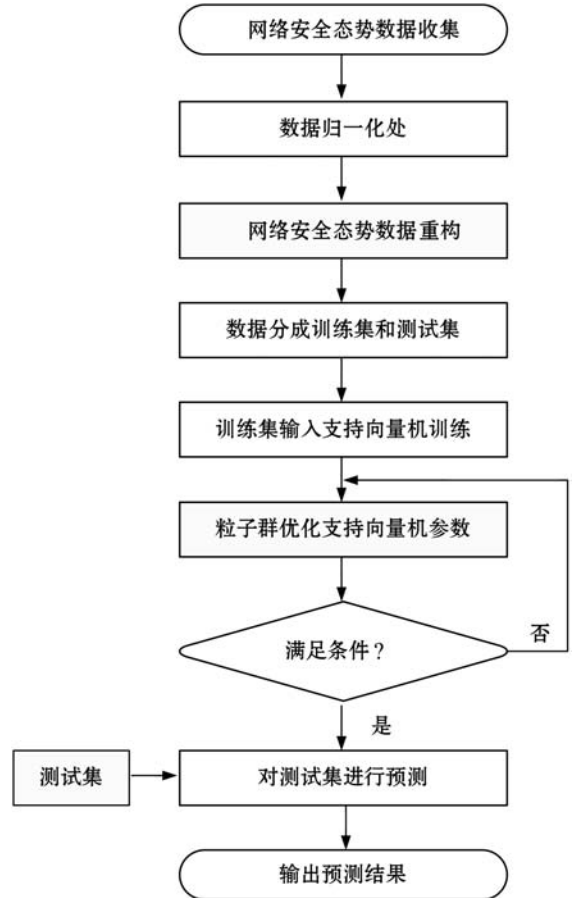 网络安全态势数据收集
数据归一化处
网络安全态势数据重构
数据分成训练集和测试集
训练集输入支持向量机训练
粒子群优化支持向量机参数
满足条件？
否
是
测试集
对测试集进行预测
输出预测结果